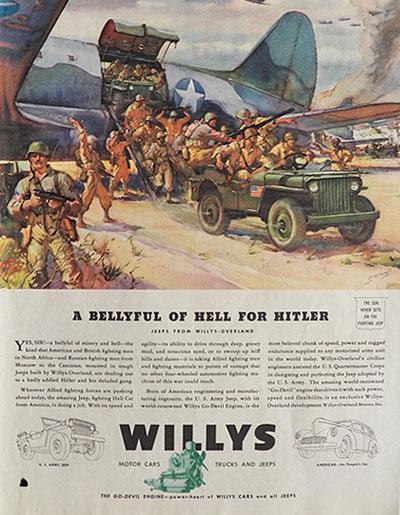 A BELLYFUL OF HELL FOR HITLER
JEEPS FROM WILLYS-OVERLAND
THE SUN
NEVER SETS
ON THE
FIGHTING JEEP
YES, SIR!—a bellyful of misery and hell—the
kind that American and British fighting men
in North Africa—and Russian fighting men from
Moscow to the Caucasus, mounted in tough
Jeeps built by Willys-Overland, are dealing out
to a badly addled Hitler and his deluded gang.
Wherever Allied fighting forces are pushing
ahead today, the amazing Jeep, fighting Hell Cat
from America, is doing a job. With its speed and
agility—its ability to drive through deep, gooey
mud, and tenacious sand, or to swoop up stiff
hills and dunes—it is taking Allied fighting men
and fighting materials to points of vantage that
no other four-wheeled automotive fighting ma-
chine of this war could reach.
Born of American engineering and manufac-
turing ingenuity, the U. S. Army Jeep, with its
world-renowned Willys Go-Devil Engine, is the
most beloved chunk of speed, power and rugged
endurance supplied to any motorized army unit
in the world today. Willys-Overland's civilian
engineers assisted the U.S. Quartermaster Corps
in designing and perfecting the Jeep adopted by
the U.S. Army. The amazing world-renowned
"Go-Devil" engine that drives it with such power,
speed and flexibility, is an exclusive Willys-
Overland development. Willys-Overland Motors, Inc.
WILLYS
MOTOR CARS TRUCKS AND JEEPS
U. S. ARMY JEEP
AMERICAR—the People's Car
THE GO-DEVIL ENGINE—power-heart of WILLYS CARS and all JEEPS